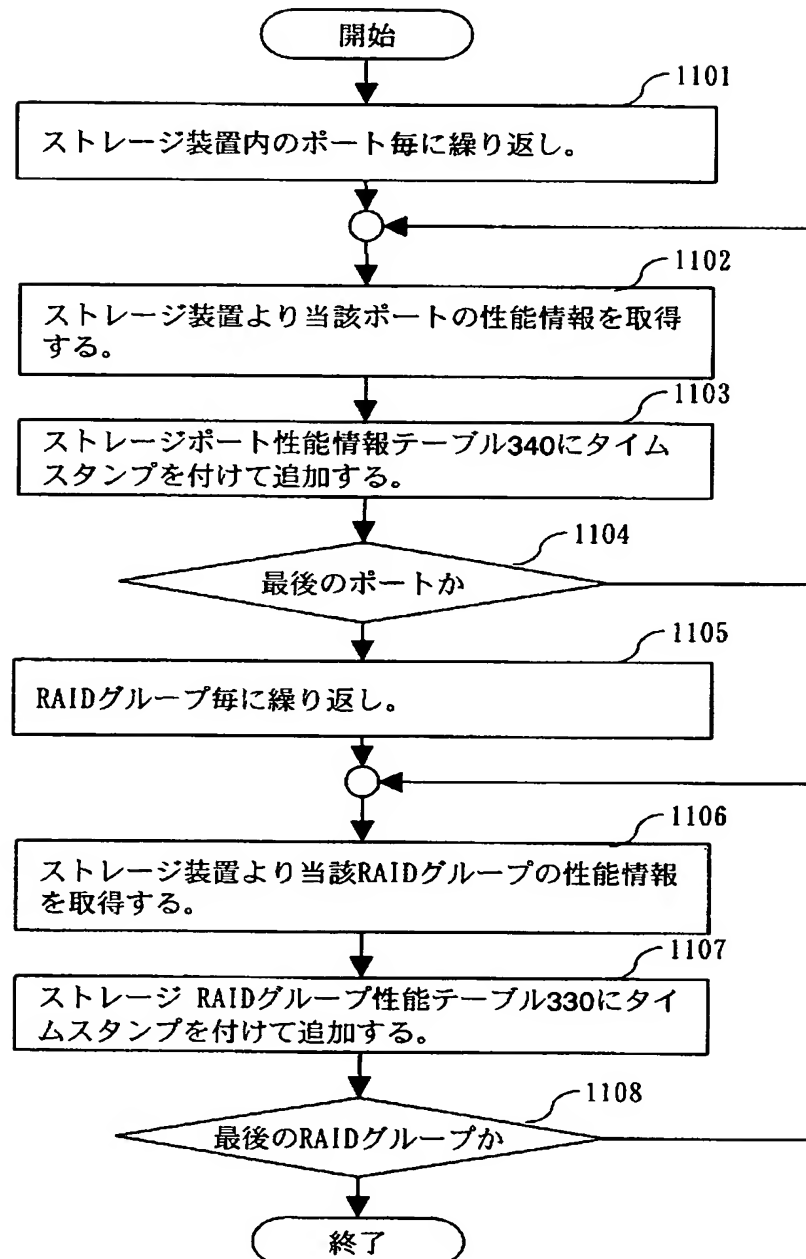 開始
1101
ストレージ装置内のポート毎に繰り返し。
1102
ストレージ装置より当該ポートの性能情報を取得
する。
1103
ストレージポート性能情報テーブル340にタイム
スタンプを付けて追加する。
1104
最後のポートか
1105
RAIDグループ毎に繰り返し。
1106
ストレージ装置より当該RAIDグループの性能情報
を取得する。
1107
ストレージ RAIDグループ性能テーブル330にタイ
ムスタンプを付けて追加する。
1108
最後のRAIDグループか
終了